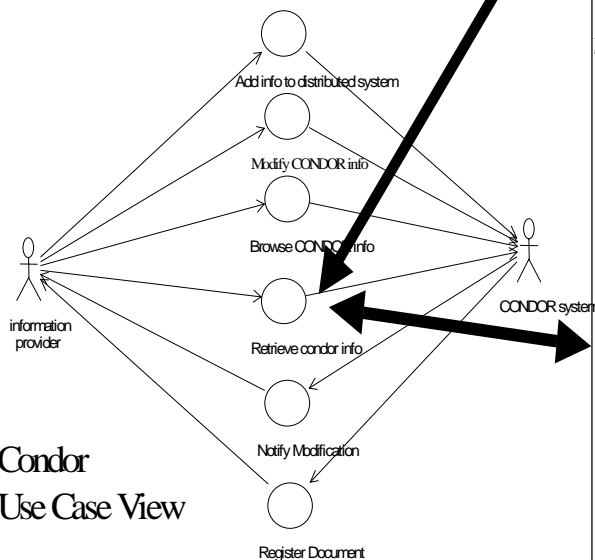 Add info to distributed system
Modify CONDOR info
Browse CONDOR info
CONDOR system
information
provider
Retrieve condor info
Notify Modification
Condor
Use Case View
Register Document